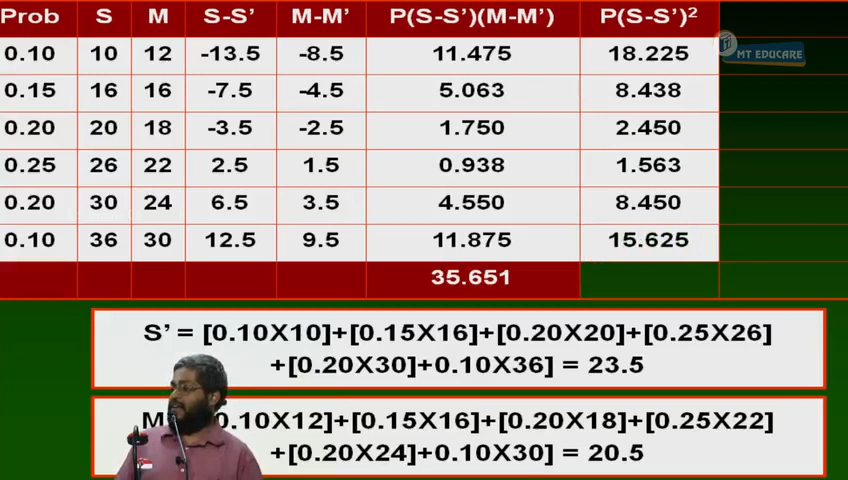 Prob S M S-S’ M-M’ P(S-S’)(M-M’) P(S-S’)²
0.10 10 12 -13.5 -8.5 11.475 18.225
MT EDUCARE
0.15 16 16 -7.5 -4.5 5.063 8.438
0.20 20 18 -3.5 -2.5 1.750 2.450
0.25 26 22 2.5 1.5 0.938 1.563
0.20 30 24 6.5 3.5 4.550 8.450
0.10 36 30 12.5 9.5 11.875 15.625
35.651
S’ = [0.10X10]+[0.15X16]+[0.20X20]+[0.25X26]
+[0.20X30]+0.10X36] = 23.5
0.10X12]+[0.15X16]+[0.20X18]+[0.25X22]
+[0.20X24]+0.10X30] = 20.5